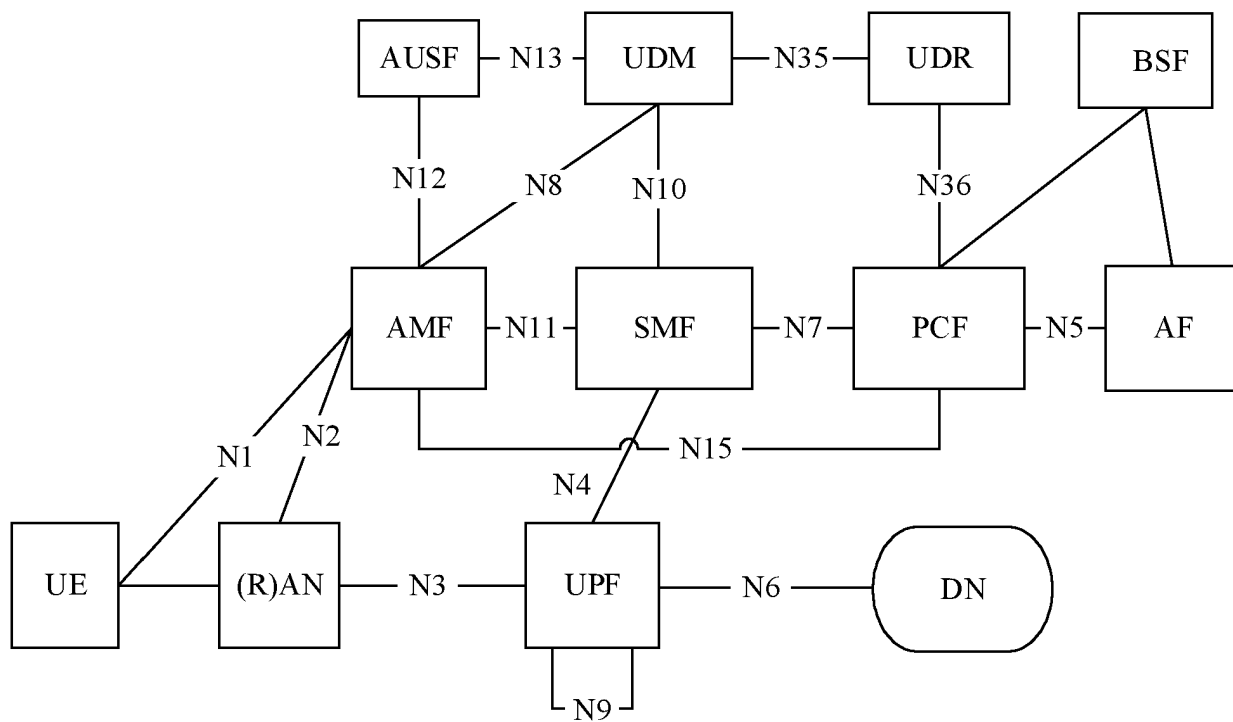 AUSF N13 UDM N35 UDR BSF
N12 N8 N10 N36
AMF N11 SMF N7 PCF N5 AF
N1 N2 N4 N15
UE (R)AN N3 UPF N6 DN
N9